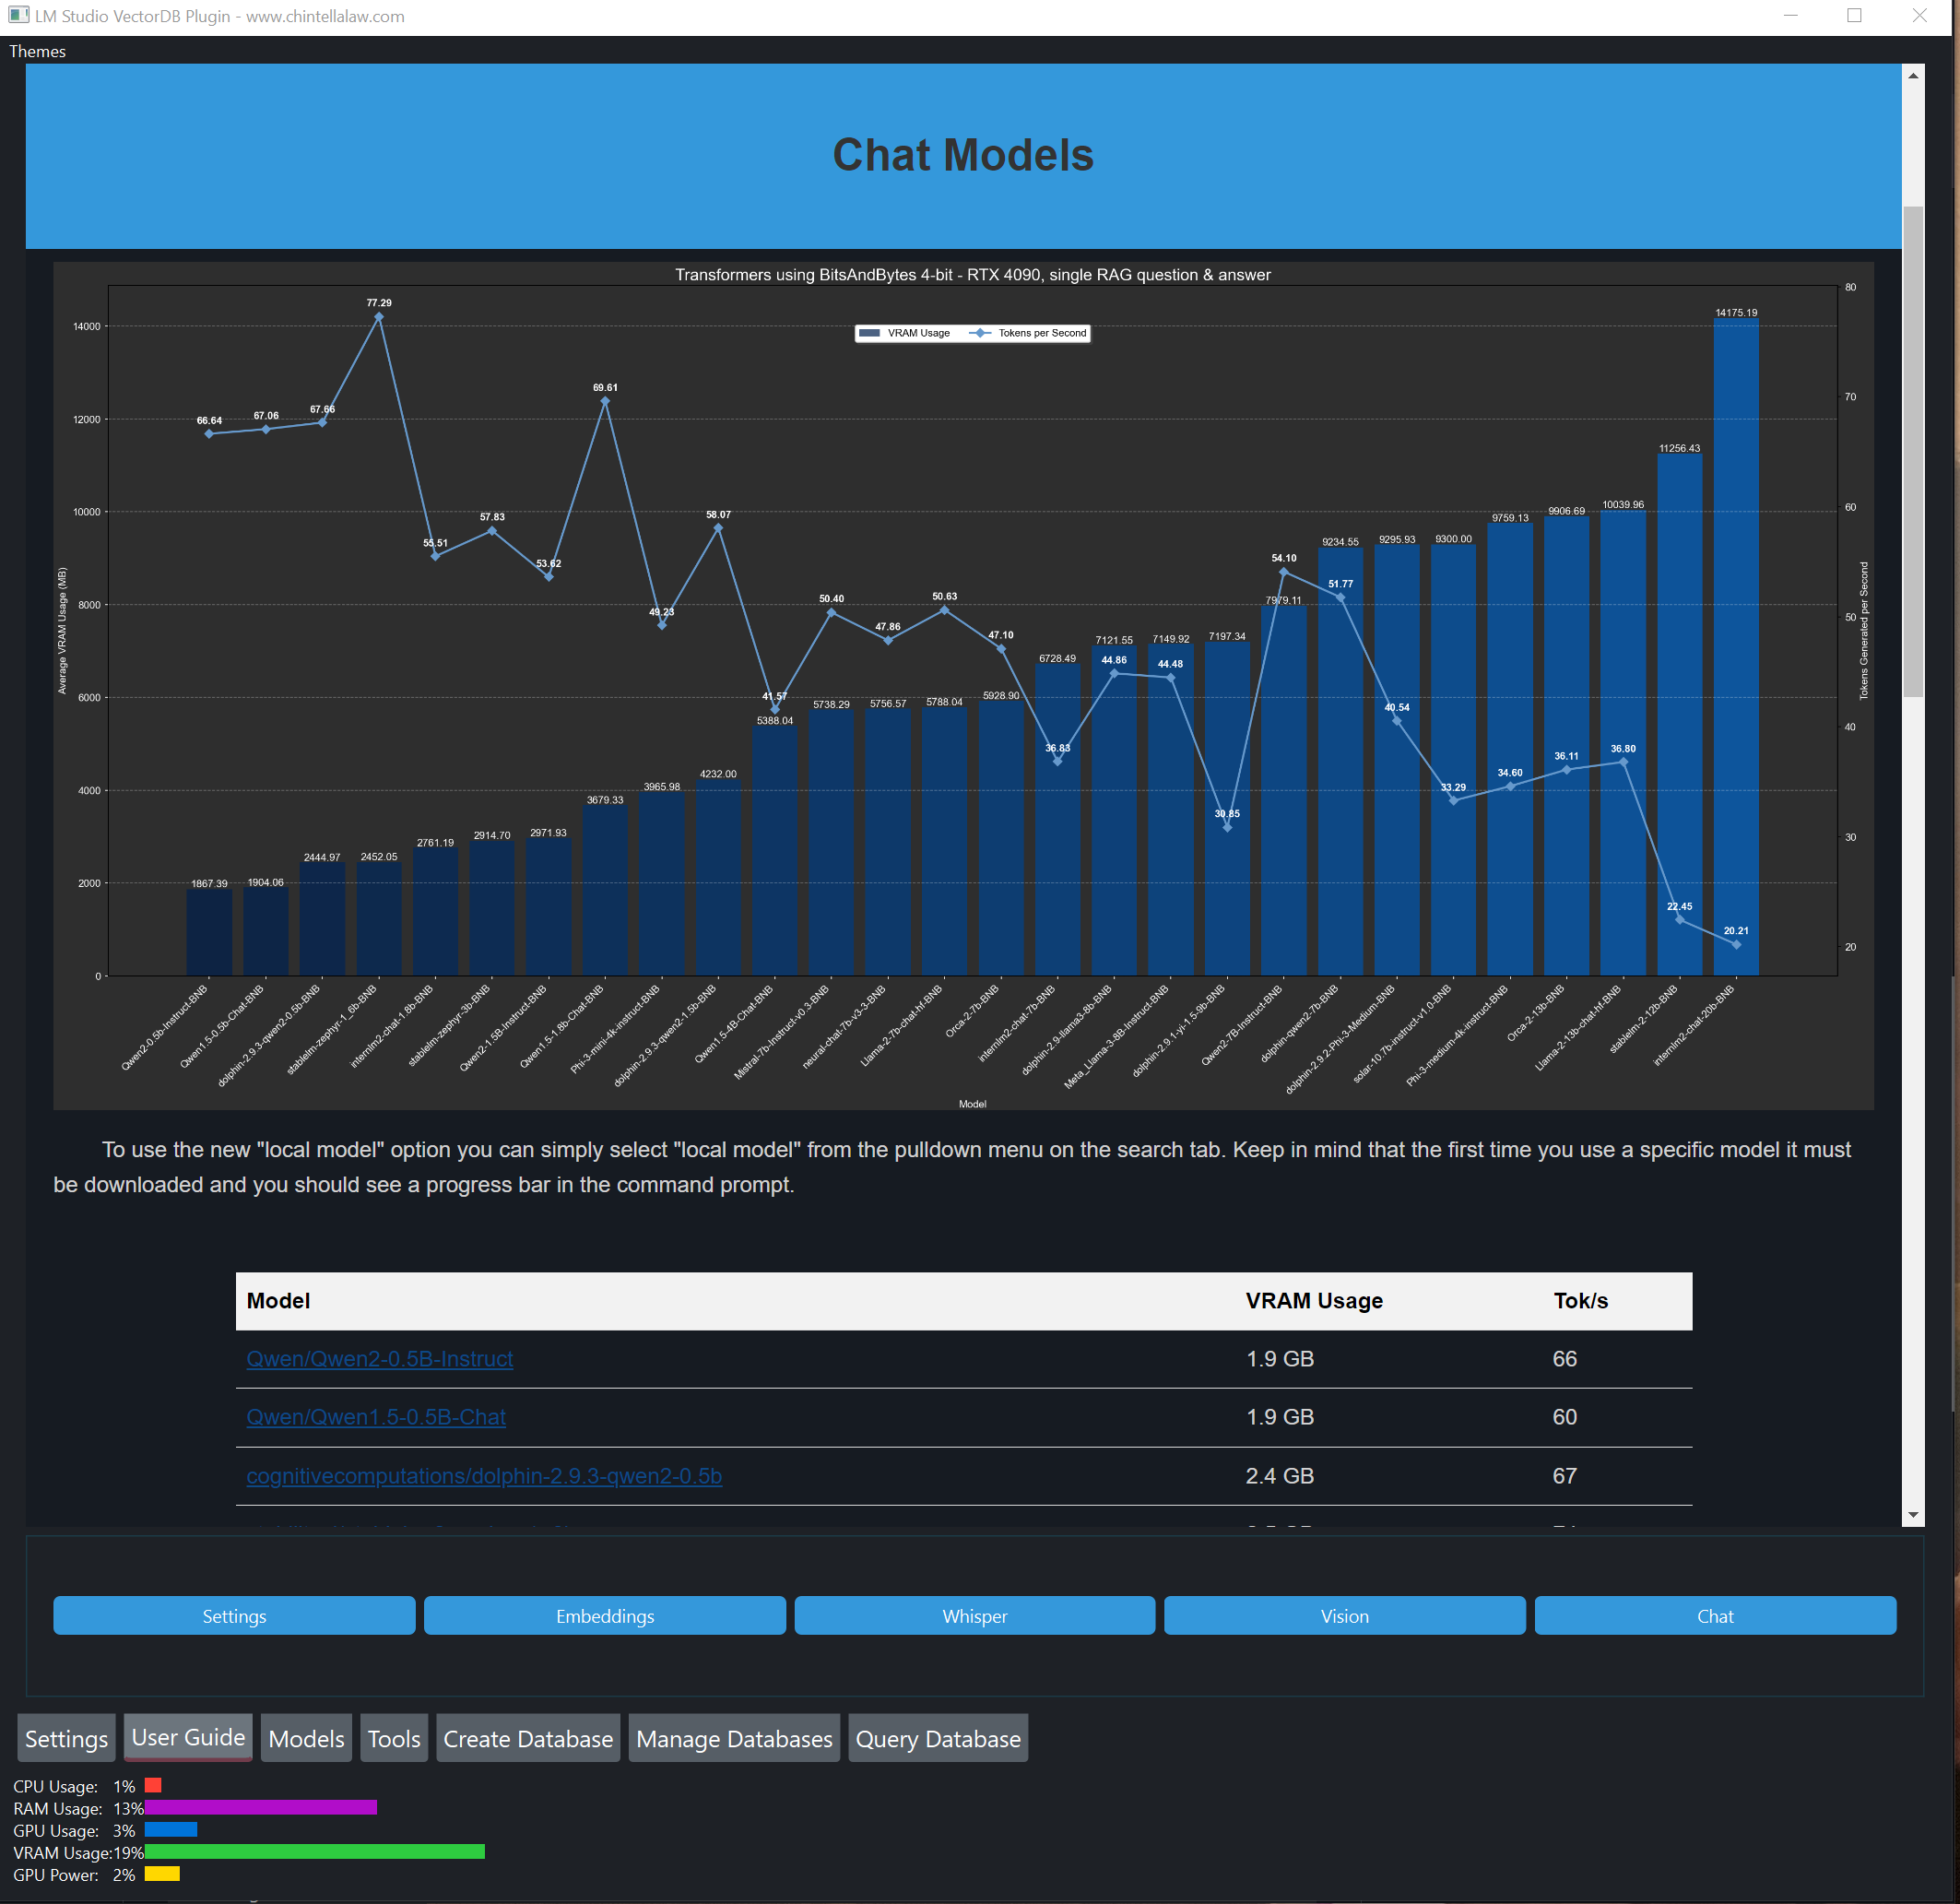 LM Studio VectorDB Plugin - www.chintellalaw.com
Themes
Chat Models
Transformers using BitsAndBytes 4-bit - RTX 4090, single RAG question & answer
VRAM Usage Tokens per Second
Average VRAM Usage (MB)
14000
12000
10000
8000
6000
4000
2000
0
80
70
60
50
40
30
20
Tokens Generated per Second
66.64
67.06
67.66
77.29
55.51
57.83
53.62
69.61
49.23
58.07
41.57
50.40
47.86
50.63
47.10
36.83
44.86
44.48
30.85
54.10
51.77
40.54
33.29
34.60
36.11
36.80
22.45
20.21
1867.39
1904.06
2444.97
2452.05
2761.19
2914.70
2971.93
3679.33
3965.98
4232.00
5388.04
5738.29
5756.57
5788.04
5928.90
6728.49
7121.55
7149.92
7197.34
7979.11
9234.55
9295.93
9300.00
9759.13
9906.69
10039.96
11256.43
14175.19
Qwen2-0.5b-Instruct-BNB
Qwen1.5-0.5b-Chat-BNB
dolphin-2.9.3-qwen2-0.5b-BNB
stablelm-zephyr-1_6b-BNB
internlm2-chat-1.8b-BNB
stablelm-zephyr-3b-BNB
Qwen2-1.5B-Instruct-BNB
Qwen1.5-1.8b-Chat-BNB
Phi-3-mini-4k-instruct-BNB
dolphin-2.9.3-qwen2-1.5b-BNB
Qwen1.5-4B-Chat-BNB
Mistral-7b-Instruct-v0.3-BNB
neural-chat-7b-v3-3-BNB
Llama-2-7b-chat-hf-BNB
Orca-2-7b-BNB
internlm2-chat-7b-BNB
dolphin-2.9-llama3-8b-BNB
Meta_Llama-3-8B-Instruct-BNB
dolphin-2.9.1-yi-1.5-9b-BNB
Qwen2-7B-Instruct-BNB
dolphin-qwen2-7b-BNB
dolphin-2.9.2-Phi-3-Medium-BNB
solar-10.7b-instruct-v1.0-BNB
Phi-3-medium-4k-instruct-BNB
Orca-2-13b-BNB
Llama-2-13b-chat-hf-BNB
stablelm-2-12b-BNB
internlm2-chat-20b-BNB
Model
To use the new "local model" option you can simply select "local model" from the pulldown menu on the search tab. Keep in mind that the first time you use a specific model it must
be downloaded and you should see a progress bar in the command prompt.
Model VRAM Usage Tok/s
Qwen/Qwen2-0.5B-Instruct 1.9 GB 66
Qwen/Qwen1.5-0.5B-Chat 1.9 GB 60
cognitivecomputations/dolphin-2.9.3-qwen2-0.5b 2.4 GB 67
Settings Embeddings Whisper Vision Chat
Settings User Guide Models Tools Create Database Manage Databases Query Database
CPU Usage: 1%
RAM Usage: 13%
GPU Usage: 3%
VRAM Usage: 19%
GPU Power: 2%